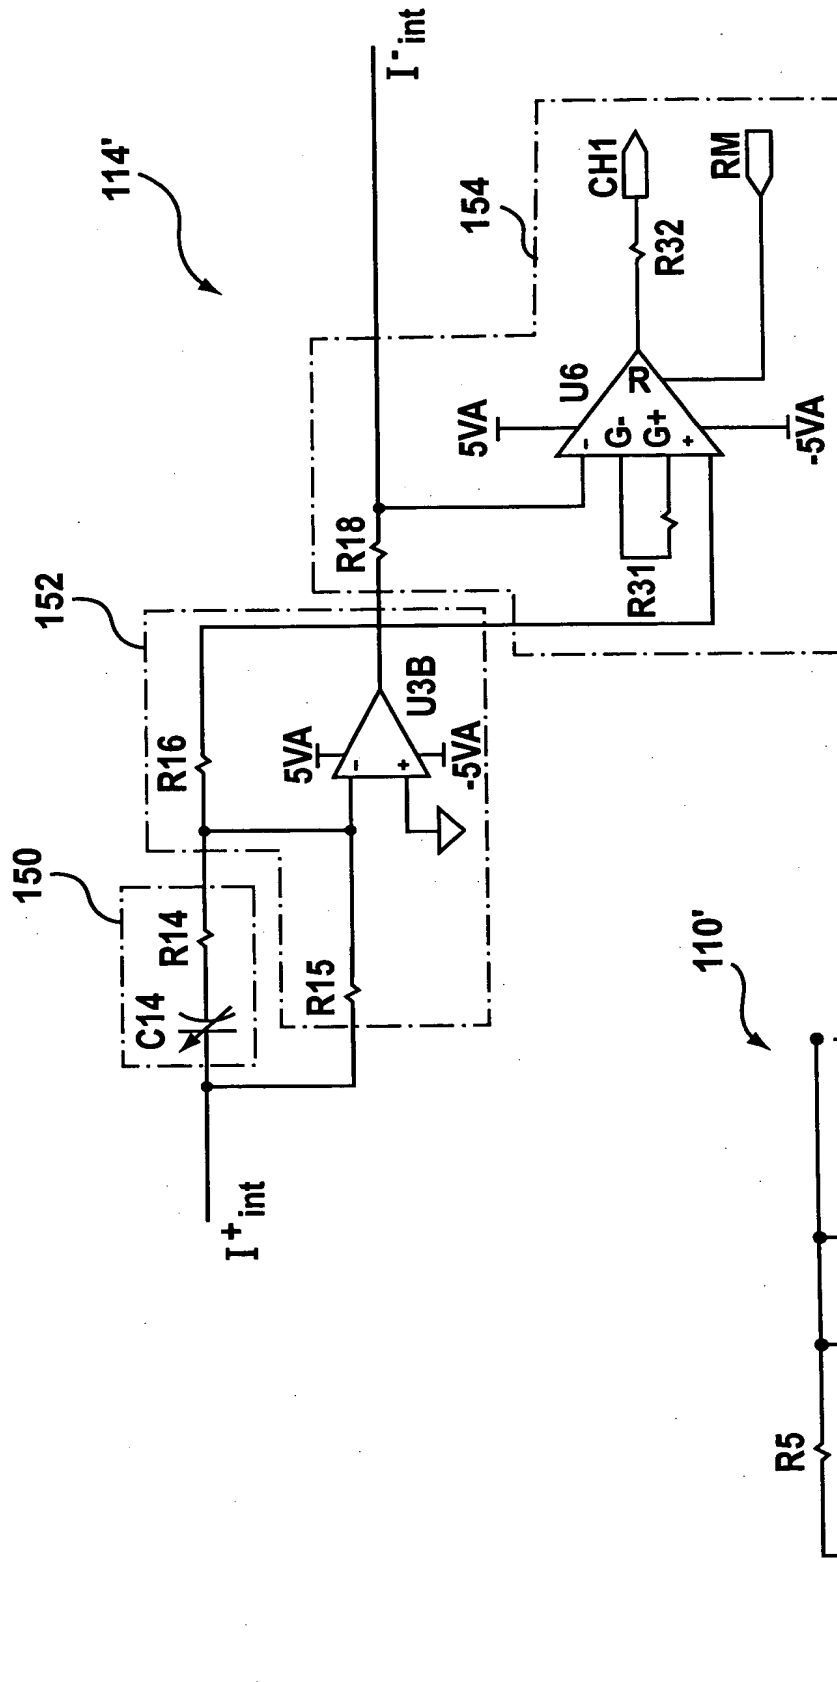 114'
I⁻int
152
154
150
R16
R18
C14
R14
5VA
U3B
-
+
-5VA
R15
I⁺int
5VA
U6
CH1
R32
RM
-
G-
G+
+
R
R31
-5VA
110'
R5